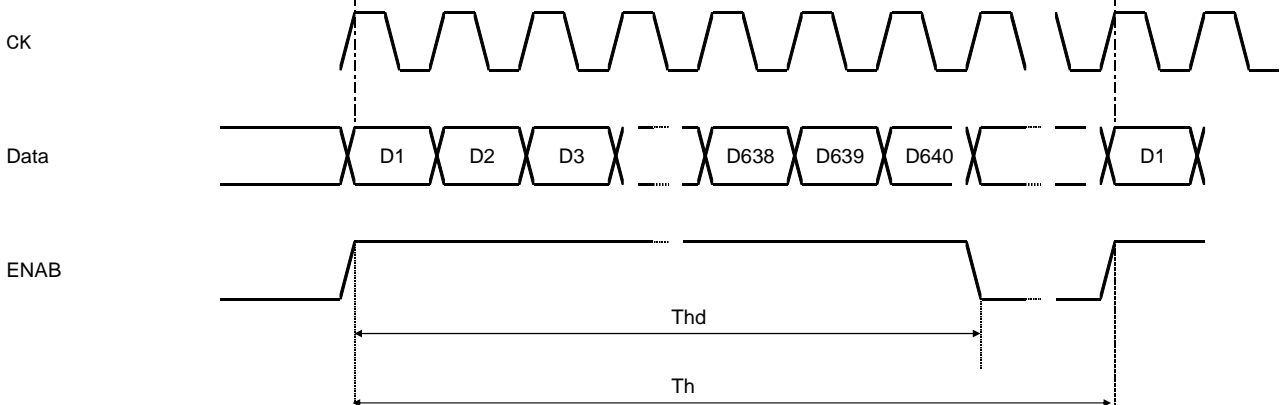 CK
Data
D1 D2 D3 D638 D639 D640 D1
ENAB
Thd
Th